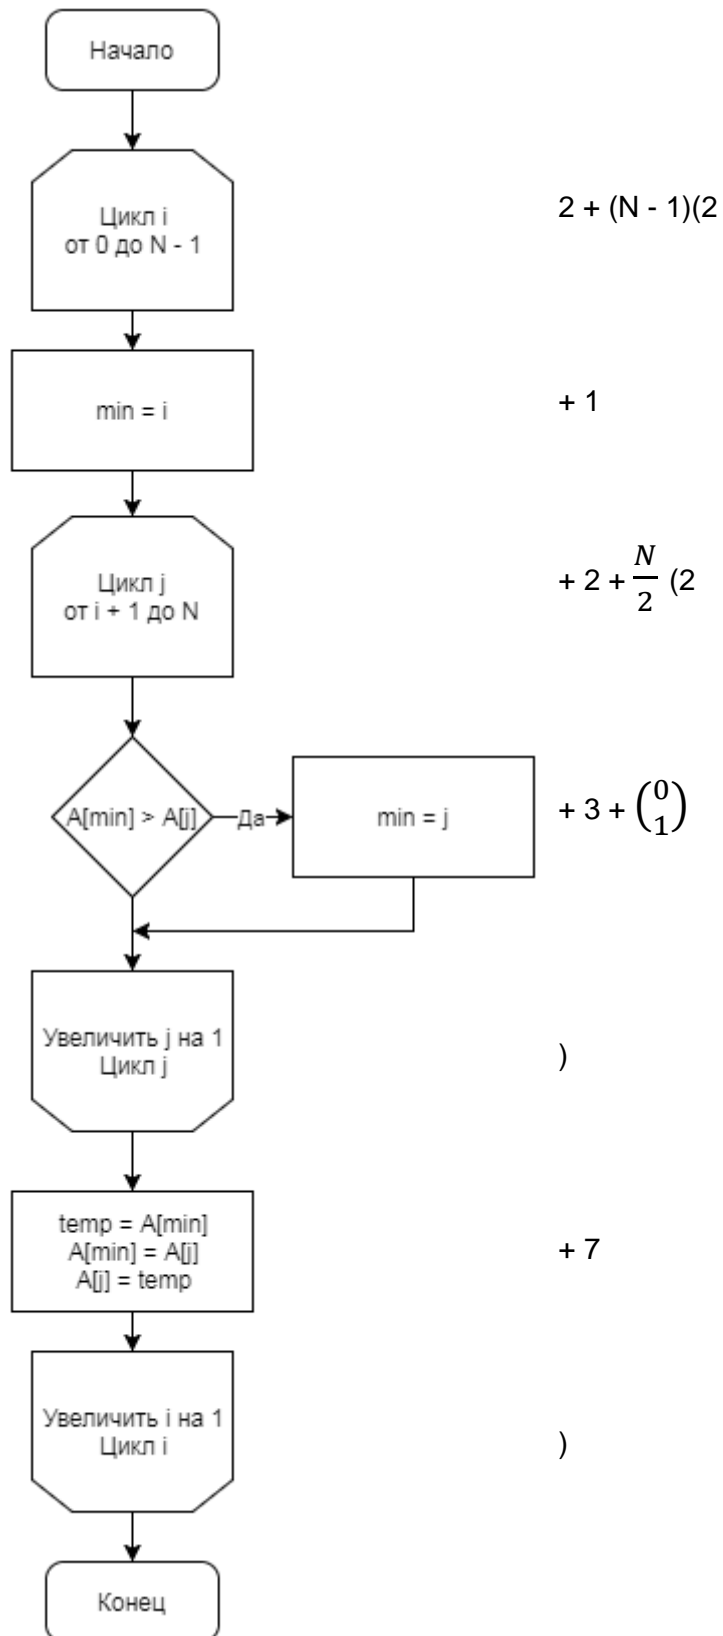 Начало
Цикл i
от 0 до N - 1
2 + (N - 1)(2
min = i
+ 1
Цикл j
от i + 1 до N
+ 2 + N/2 (2
A[min] > A[j]
Да
min = j
+ 3 + (0
1)
Увеличить j на 1
Цикл j
)
temp = A[min]
A[min] = A[j]
A[j] = temp
+ 7
Увеличить i на 1
Цикл i
)
Конец